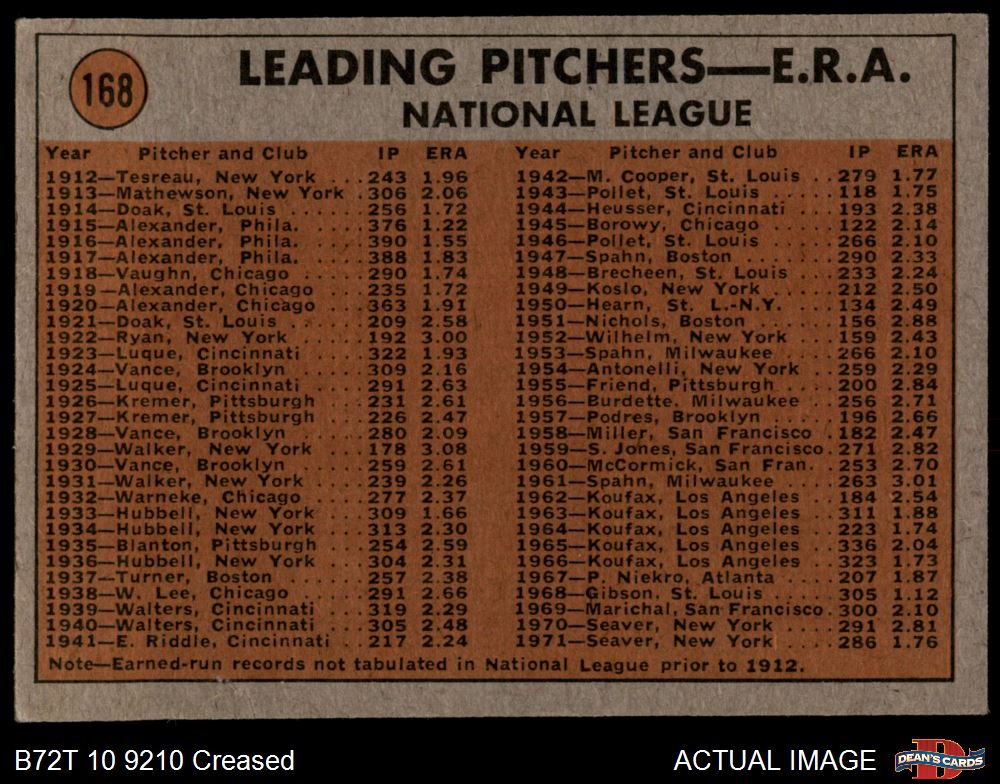 168
LEADING PITCHERS—E.R.A.
NATIONAL LEAGUE
Year Pitcher and Club IP ERA
1912—Tesreau, New York ... 243 1.96
1913—Mathewson, New York . 306 2.06
1914—Doak, St. Louis ...... 256 1.72
1915—Alexander, Phila. .... 376 1.22
1916—Alexander, Phila. .... 390 1.55
1917—Alexander, Phila. .... 388 1.83
1918—Vaughn, Chicago ..... 290 1.74
1919—Alexander, Chicago ... 235 1.72
1920—Alexander, Chicago ... 363 1.91
1921—Doak, St. Louis ...... 209 2.58
1922—Ryan, New York ..... 192 3.00
1923—Luque, Cincinnati .... 322 1.93
1924—Vance, Brooklyn ..... 309 2.16
1925—Luque, Cincinnati .... 291 2.63
1926—Kremer, Pittsburgh ... 231 2.61
1927—Kremer, Pittsburgh ... 226 2.47
1928—Vance, Brooklyn ..... 280 2.09
1929—Walker, New York ... 178 3.08
1930—Vance, Brooklyn ..... 259 2.61
1931—Walker, New York .... 239 2.26
1932—Warneke, Chicago .... 277 2.37
1933—Hubbell, New York ... 309 1.66
1934—Hubbell, New York ... 313 2.30
1935—Blanton, Pittsburgh ... 254 2.59
1936—Hubbell, New York ... 304 2.31
1937—Turner, Boston ...... 257 2.38
1938—W. Lee, Chicago ..... 291 2.66
1939—Walters, Cincinnati ... 319 2.29
1940—Walters, Cincinnati ... 305 2.48
1941—E. Riddle, Cincinnati .. 217 2.24
Year Pitcher and Club IP ERA
1942—M. Cooper, St. Louis .. 279 1.77
1943—Pollet, St. Louis ..... 118 1.75
1944—Heusser, Cincinnati ... 193 2.38
1945—Borowy, Chicago ..... 122 2.14
1946—Pollet, St. Louis ..... 266 2.10
1947—Spahn, Boston ....... 290 2.33
1948—Brecheen, St. Louis ... 233 2.24
1949—Koslo, New York ..... 212 2.50
1950—Hearn, St. L.-N.Y. .... 134 2.49
1951—Nichols, Boston ...... 156 2.88
1952—Wilhelm, New York ... 159 2.43
1953—Spahn, Milwaukee .... 266 2.10
1954—Antonelli, New York .. 259 2.29
1955—Friend, Pittsburgh .... 200 2.84
1956—Burdette. Milwaukee .. 256 2.71
1957—Podres, Brooklyn ..... 196 2.66
1958—Miller, San Francisco . 182 2.47
1959—S. Jones, San Francisco. 271 2.82
1960—McCormick, San Fran. . 253 2.70
1961—Spahn, Milwaukee .... 263 3.01
1962—Koufax, Los Angeles .. 184 2.54
1963—Koufax, Los Angeles .. 311 1.88
1964—Koufax, Los Angeles .. 223 1.74
1965—Koufax, Los Angeles .. 336 2.04
1966—Koufax, Los Angeles .. 323 1.73
1967—P. Niekro, Atlanta .... 207 1.87
1968—Gibson. St. Louis .... 305 1.12
1969—Marichal, San Francisco. 300 2.10
1970—Seaver, New York .... 291 2.81
1971—Seaver, New York .... 286 1.76
Note—Earned-run records not tabulated in National League prior to 1912.
B72T 10 9210 Creased
ACTUAL IMAGE
DEAN'S CARDS